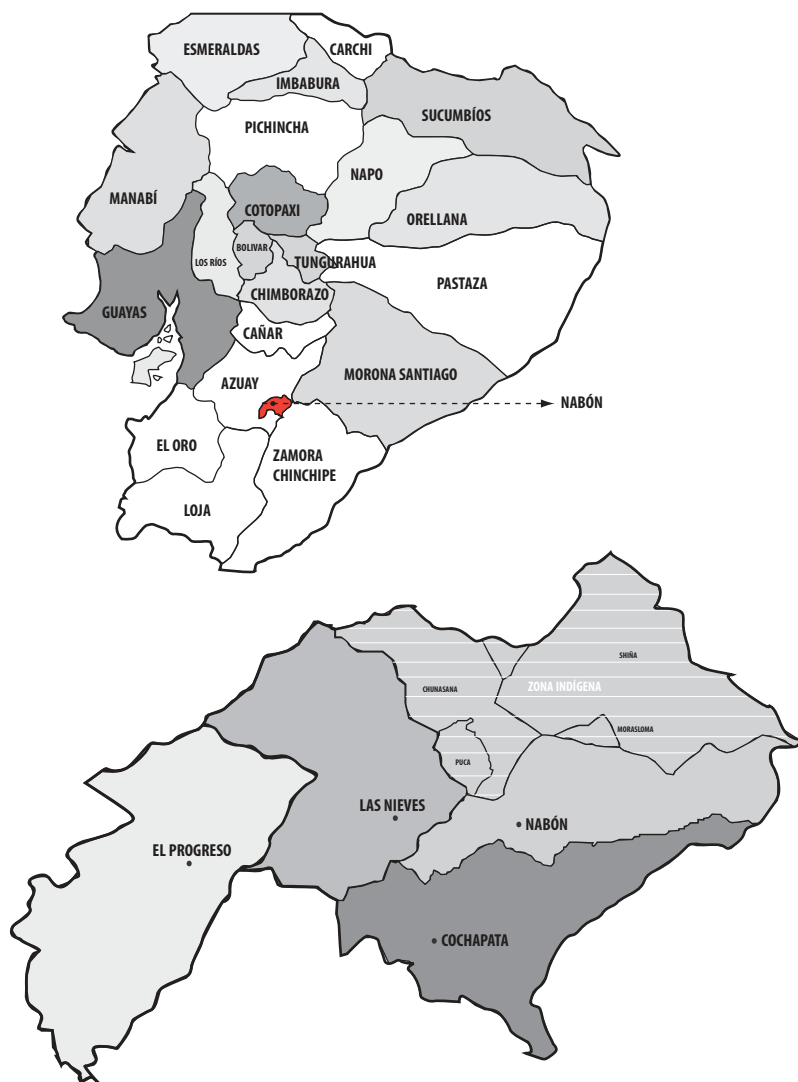 ESMERALDAS
CARCHI
IMBABURA
SUCUMBÍOS
PICHINCHA
NAPO
MANABÍ
COTOPAXI
ORELLANA
BOLIVAR
LOS RÍOS
TUNGURAHUA
PASTAZA
CHIMBORAZO
GUAYAS
CAÑAR
MORONA SANTIAGO
AZUAY
NABÓN
EL ORO
ZAMORA
CHINCHIPE
LOJA
SHIÑA
CHUNASANA
ZONA INDÍGENA
MORASLOMA
PUCA
LAS NIEVES
NABÓN
EL PROGRESO
COCHAPATA